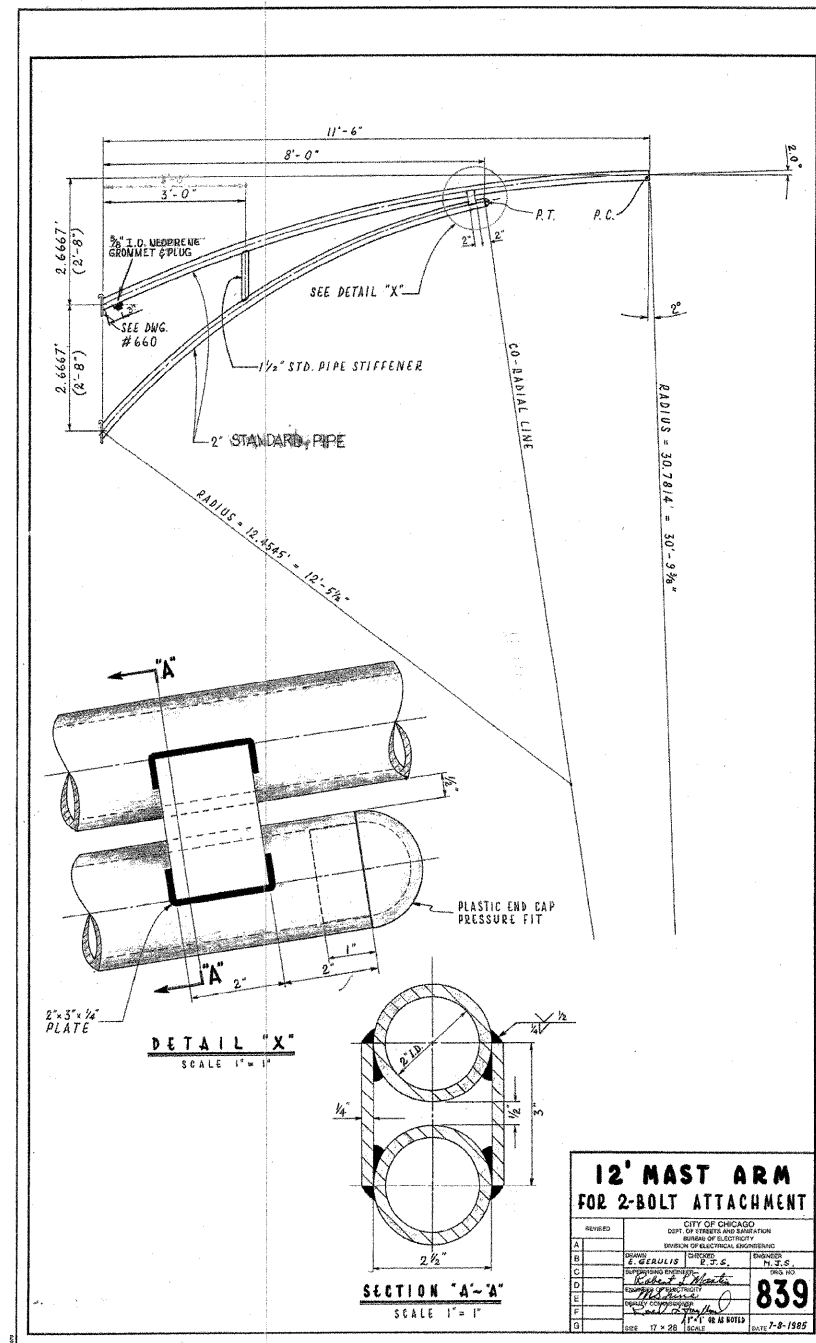 11'-6"
8'-0"
3'-0"
2.0°
2.6667'
(2'-8")
5/8" I.D. NEOPRENE
GROMMET & PLUG
3"
SEE DWG.
#660
2.6667'
(2'-8")
P.T.
P.C.
2"
2"
SEE DETAIL "X"
2°
1 1/2" STD. PIPE STIFFENER
2" STANDARD PIPE
CO-RADIAL LINE
RADIUS = 30.7814' = 30'-9 3/8"
RADIUS = 12.4545' = 12'-5 1/2"
"A"
1/2"
PLASTIC END CAP
PRESSURE FIT
1"
"A"
2"
2"
2"x3"x1/4"
PLATE
DETAIL "X"
SCALE 1" = 1"
1/4
1/2
2" I.D.
1/4"
1/2"
3"
2 1/2"
SECTION "A"~"A"
SCALE 1" = 1"
12' MAST ARM
FOR 2-BOLT ATTACHMENT
REVISED
CITY OF CHICAGO
DEPT. OF STREETS AND SANITATION
BUREAU OF ELECTRICITY
DIVISION OF ELECTRICAL ENGINEERING
A
B
C
D
E
F
G
DRAWN
E. GERULIS
CHECKED
R.J.S.
ENGINEER
M.J.S.
SUPERVISING ENGINEER
ENGINEER OF ELECTRICITY
DEPUTY COMMISSIONER
DRG. NO.
839
SIZE 17 x 28
SCALE 1"=1' OR AS NOTED
DATE 7-8-1985